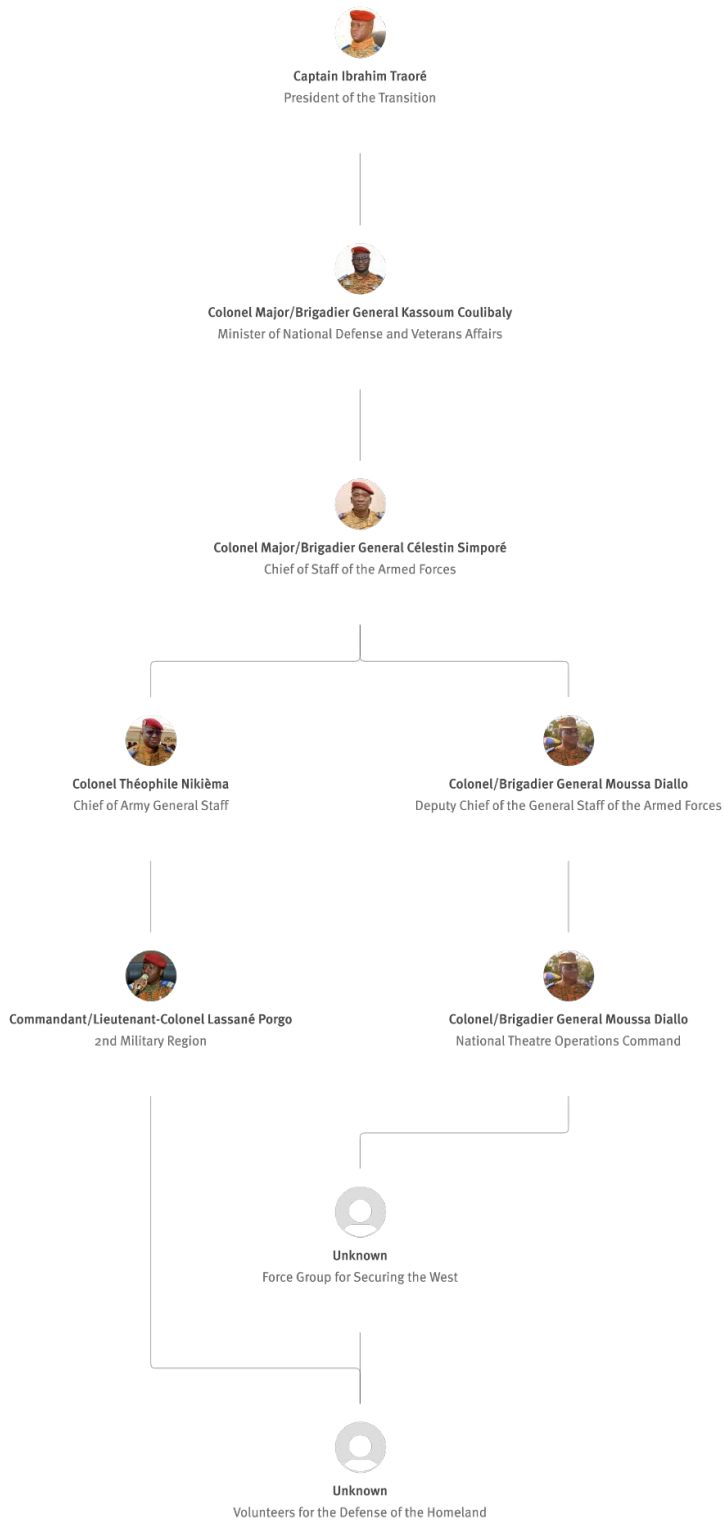 Captain Ibrahim Traoré
President of the Transition
Colonel Major/Brigadier General Kassoum Coulibaly
Minister of National Defense and Veterans Affairs
Colonel Major/Brigadier General Célestin Simporé
Chief of Staff of the Armed Forces
Colonel Théophile Nikièma
Chief of Army General Staff
Colonel/Brigadier General Moussa Diallo
Deputy Chief of the General Staff of the Armed Forces
Commandant/Lieutenant-Colonel Lassané Porgo
2nd Military Region
Colonel/Brigadier General Moussa Diallo
National Theatre Operations Command
Unknown
Force Group for Securing the West
Unknown
Volunteers for the Defense of the Homeland